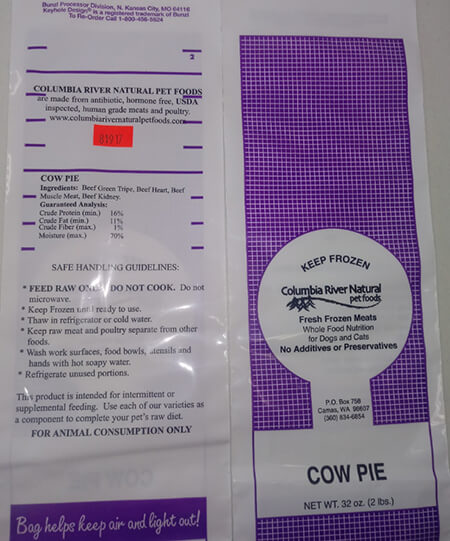 Bunzl Processor Division, N. Kansas City, MO 64116
Keyhole Design® is a registered trademark of Bunzl
To Re-Order Call 1-800-456-5624
2
COLUMBIA RIVER NATURAL PET FOODS
are made from antibiotic, hormone free, USDA
inspected, human grade meats and poultry.
www.columbiarivernaturalpetfoods.com
81917
COW PIE
Ingredients: Beef Green Tripe, Beef Heart, Beef
Muscle Meat, Beef Kidney.
Guaranteed Analysis:
Crude Protein (min.) 16%
Crude Fat (min.) 11%
Crude Fiber (max.) 1%
Moisture (max.) 70%
SAFE HANDLING GUIDELINES:
* FEED RAW ONLY, DO NOT COOK. Do not
microwave.
* Keep Frozen until ready to use.
* Thaw in refrigerator or cold water.
* Keep raw meat and poultry separate from other
foods.
* Wash work surfaces, food bowls, utensils and
hands with hot soapy water.
* Refrigerate unused portions.
This product is intended for intermittent or
supplemental feeding. Use each of our varieties as
a component to complete your pet's raw diet.
FOR ANIMAL CONSUMPTION ONLY
Bag helps keep air and light out!
KEEP FROZEN
Columbia River Natural
pet foods
Fresh Frozen Meats
Whole Food Nutrition
for Dogs and Cats
No Additives or Preservatives
P.O. Box 758
Camas, WA 98607
(360) 834-6854
COW PIE
NET WT. 32 oz. (2 lbs.)